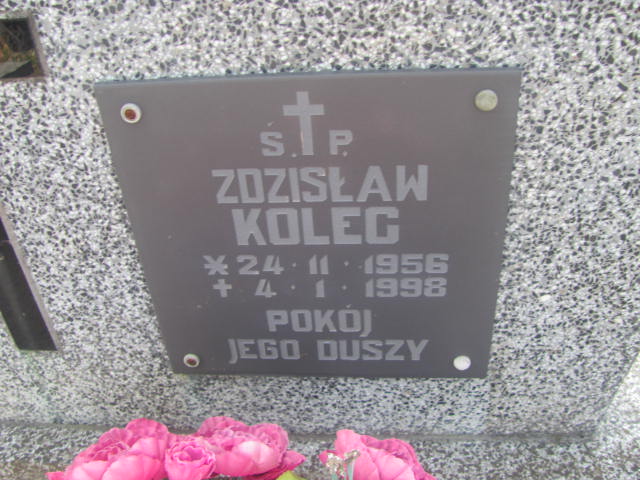 Ś.P.
ZDZISŁAW
KOLEC
* 24 · 11 · 1956
+ 4 · 1 · 1998
POKÓJ
JEGO DUSZY